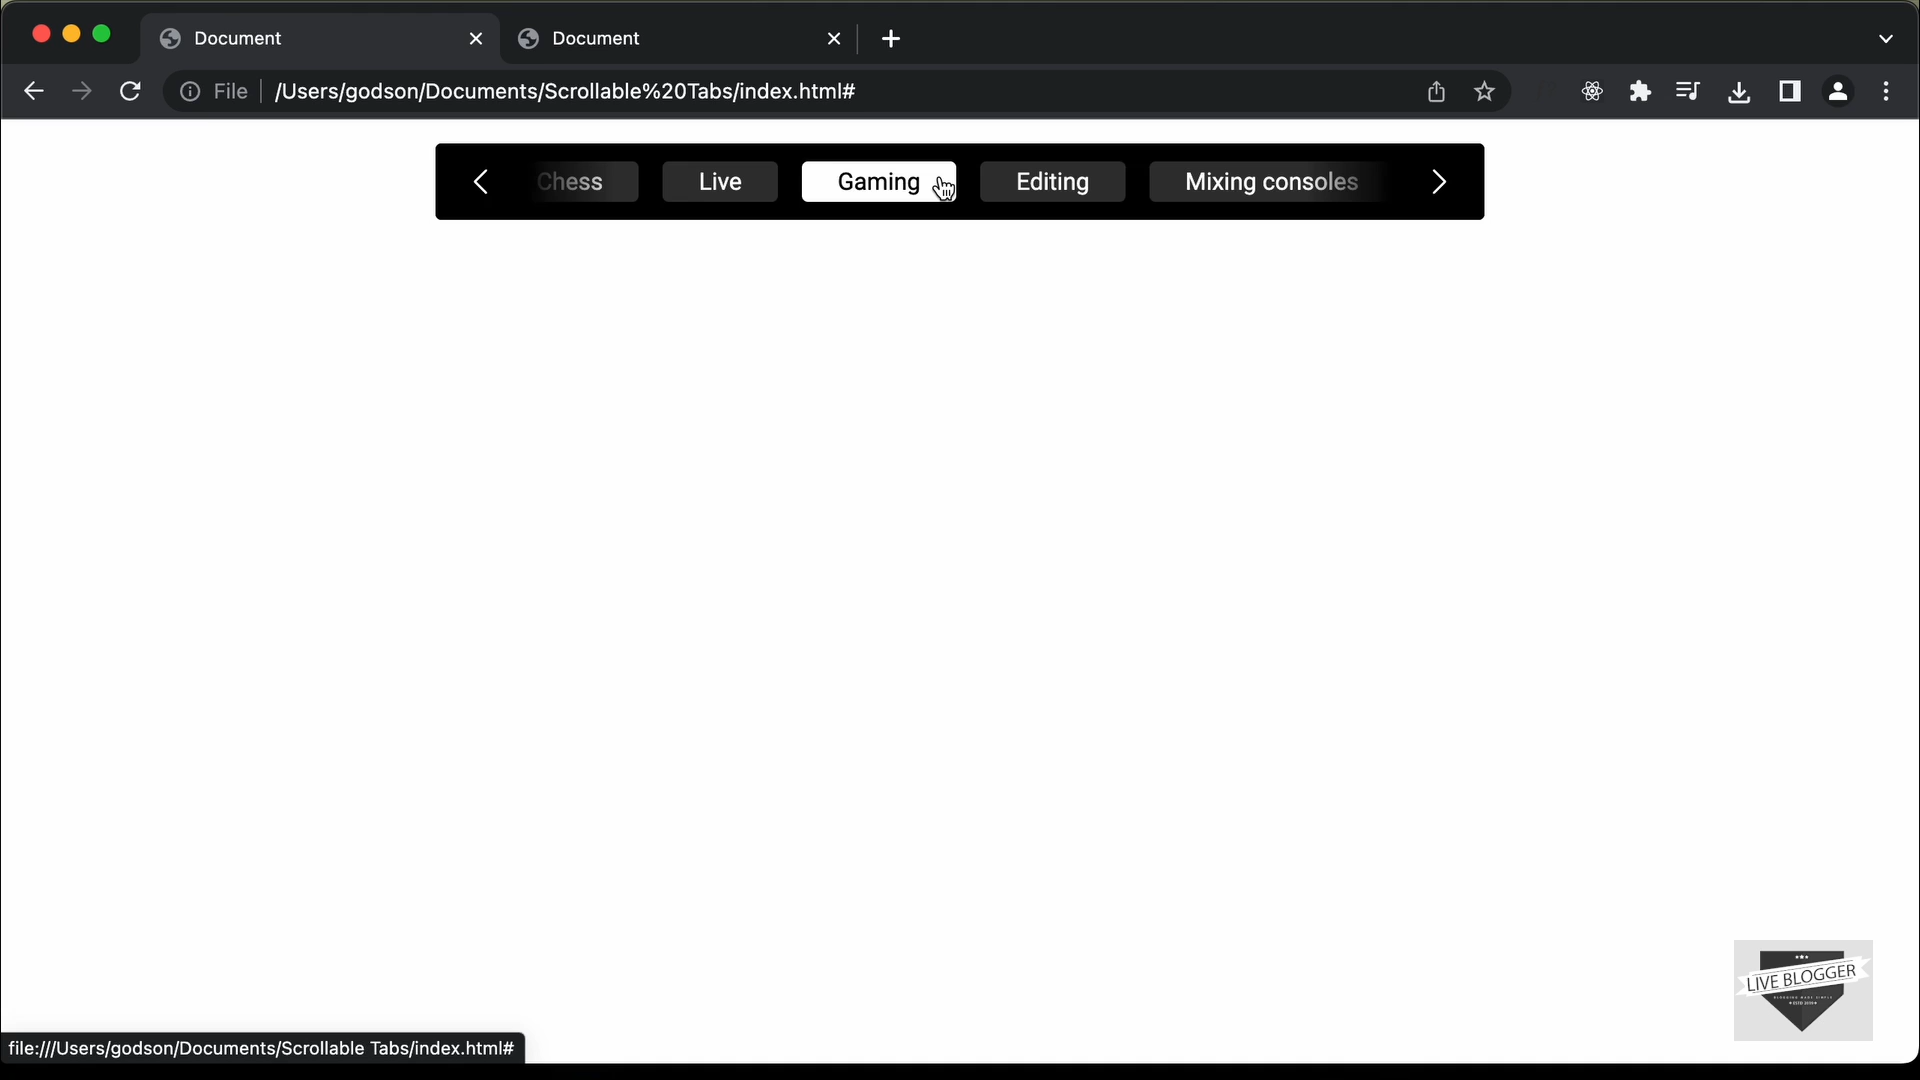 Document
Document
File
/Users/godson/Documents/Scrollable%20Tabs/index.html#
Chess
Live
Gaming
Editing
Mixing consoles
LIVE BLOGGER
file:///Users/godson/Documents/Scrollable Tabs/index.html#